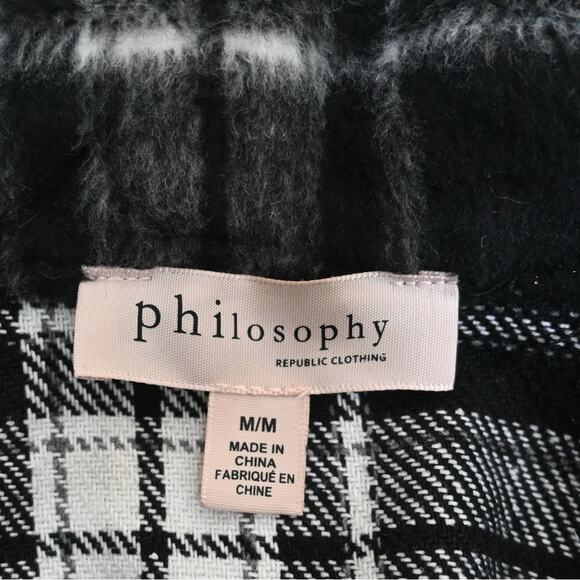 philosophy
REPUBLIC CLOTHING
M/M
MADE IN
CHINA
FABRIQUÉ EN
CHINE